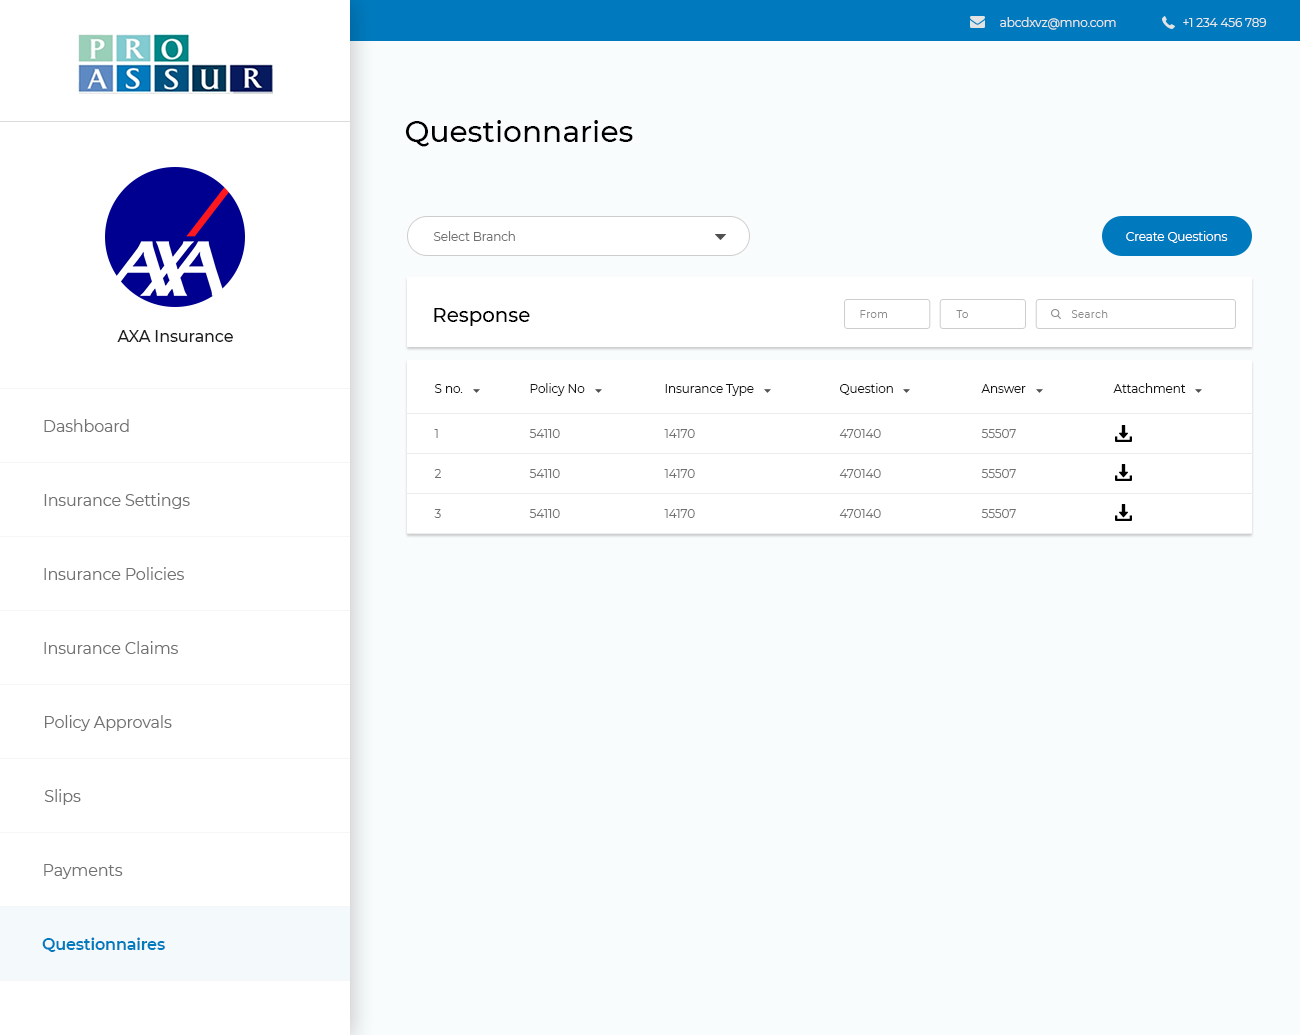 abcdxvz@mno.com +1 234 456 789
PRO
ASSUR
AXA
AXA Insurance
Dashboard
Insurance Settings
Insurance Policies
Insurance Claims
Policy Approvals
Slips
Payments
Questionnaires
Questionnaries
Select Branch
Create Questions
Response
From
To
Search
S no. Policy No Insurance Type Question Answer Attachment
1 54110 14170 470140 55507
2 54110 14170 470140 55507
3 54110 14170 470140 55507